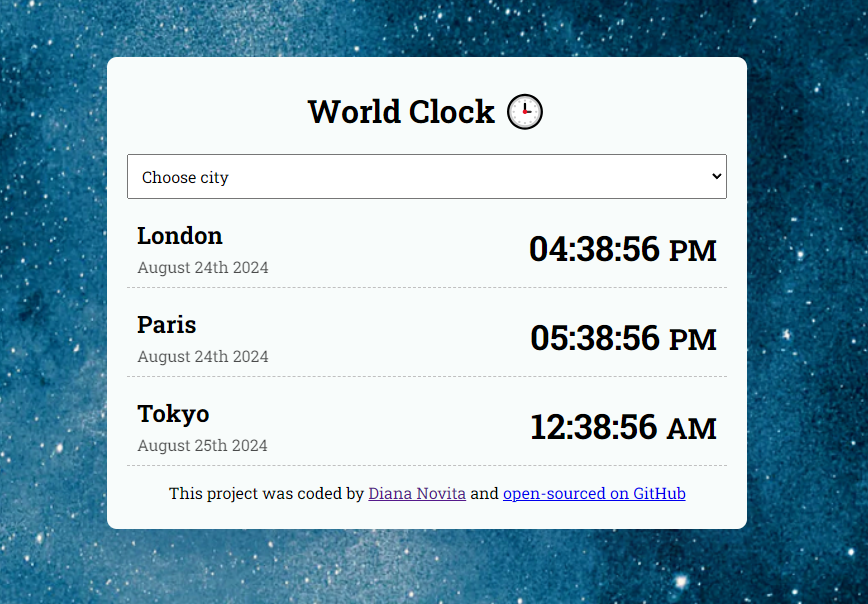 World Clock 🕒
Choose city
London
04:38:56 PM
August 24th 2024
Paris
05:38:56 PM
August 24th 2024
Tokyo
12:38:56 AM
August 25th 2024
This project was coded by Diana Novita and open-sourced on GitHub